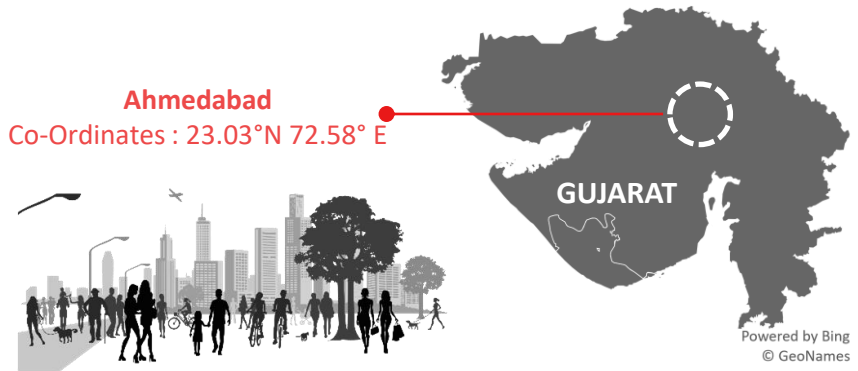 Ahmedabad
Co-Ordinates : 23.03°N 72.58° E
GUJARAT
Powered by Bing
© GeoNames